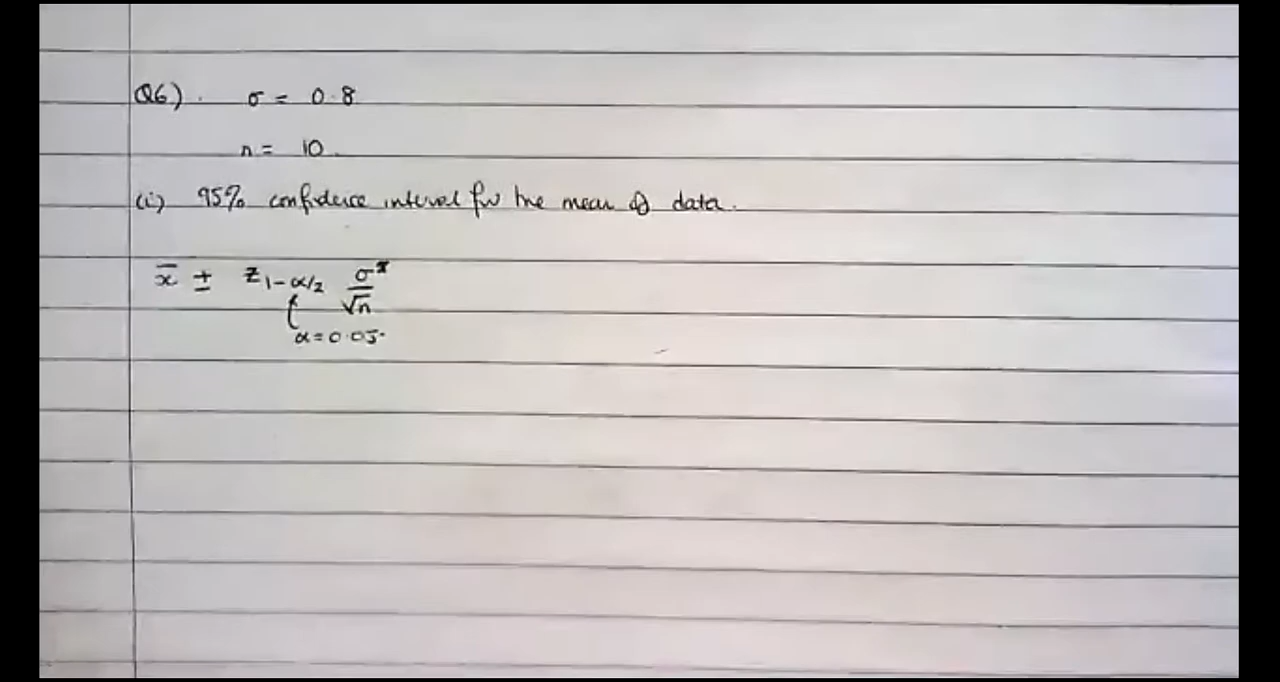 Q6). σ = 0.8
n = 10.
(i) 95% confidence interval for the mean of data.
x̄ ± z₁₋α/₂ σ/√n
α = 0.05